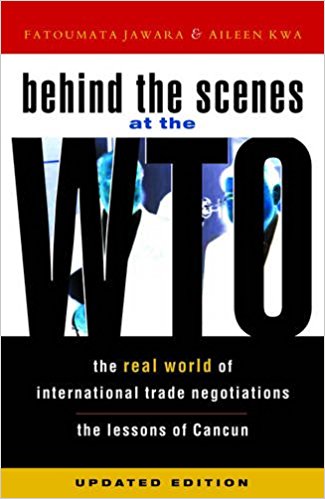 FATOUMATA JAWARA & AILEEN KWA
behind the scenes
at the
WTO
the real world of
international trade negotiations
the lessons of Cancun
UPDATED EDITION